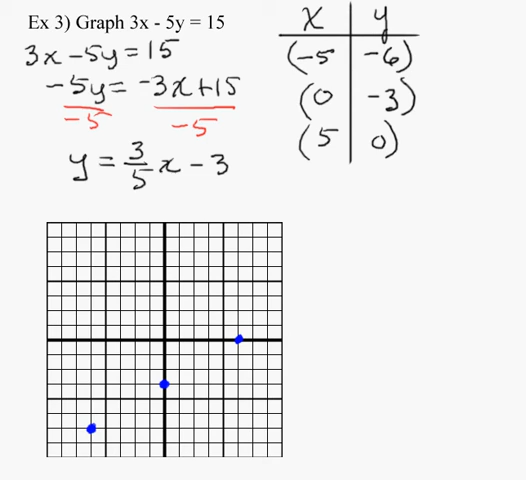 Ex 3) Graph 3x - 5y = 15
3x - 5y = 15
-5y = -3x + 15
-5 -5
y = 3/5 x - 3
x y
(-5 -6)
(0 -3)
(5 0)